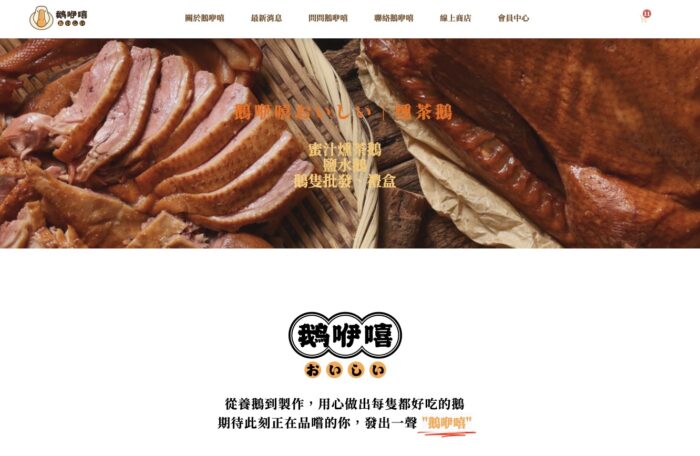 鵝咿嘻
おいしい
關於鵝咿嘻 最新消息 問問鵝咿嘻 聯絡鵝咿嘻 線上商店 會員中心
11
鵝咿嘻おいしい | 燻茶鵝
蜜汁燻茶鵝
鹽水鵝
鵝隻批發 禮盒
鹅咿嘻
おいしい
從養鵝到製作，用心做出每隻都好吃的鵝
期待此刻正在品嚐的你，發出一聲 "鵝咿嘻"